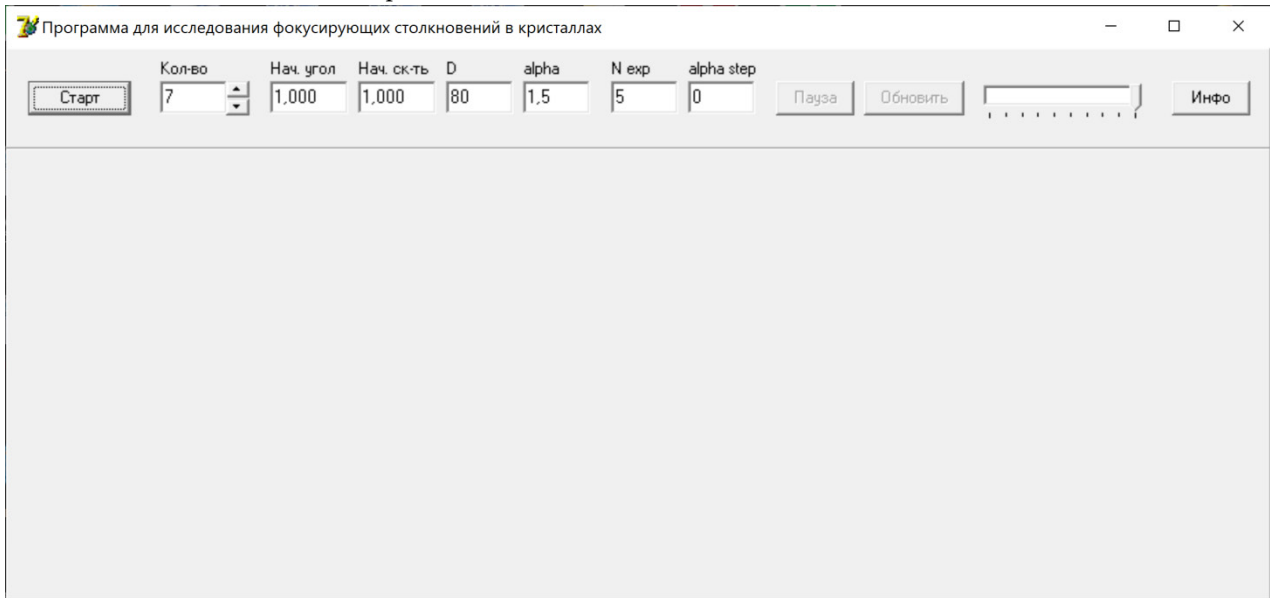 Программа для исследования фокусирующих столкновений в кристаллах
Кол-во Нач. угол Нач. ск-ть D alpha N exp alpha step
Старт 7 1,000 1,000 80 1,5 5 0 Пауза Обновить Инфо